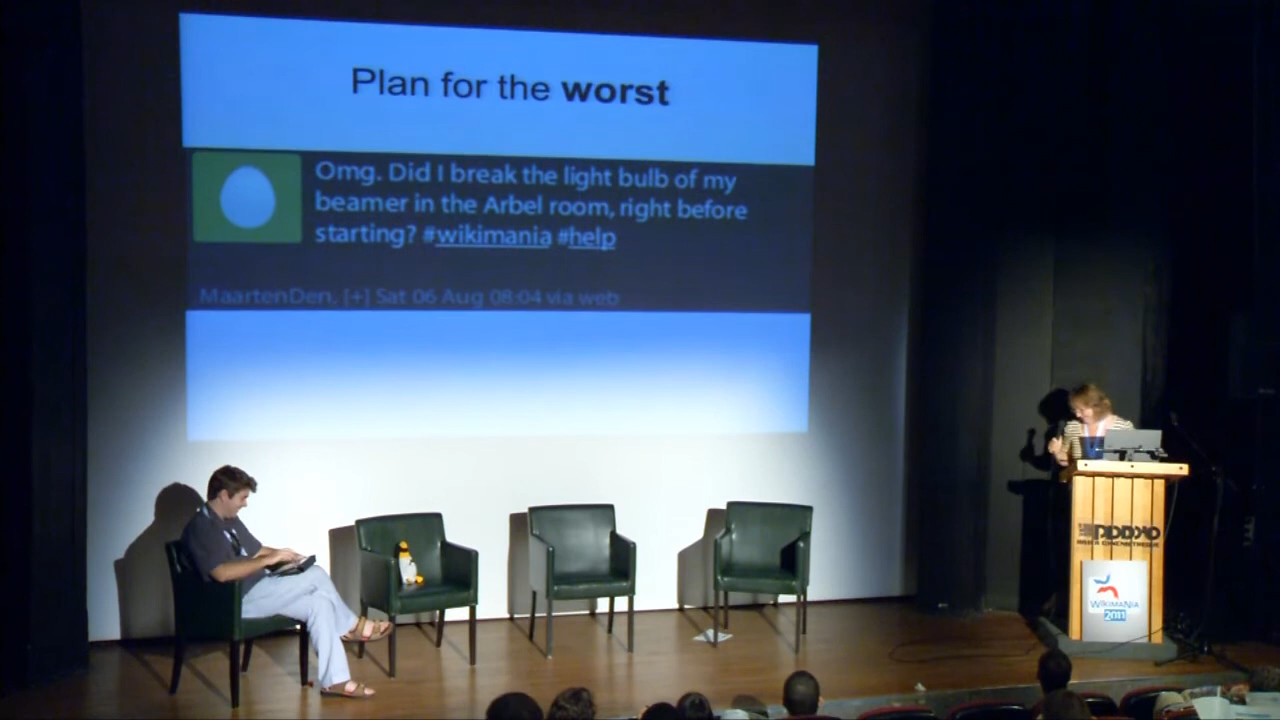 Plan for the worst
Omg. Did I break the light bulb of my
beamer in the Arbel room, right before
starting? #wikimania #help
MaartenDen, [+] Sat 06 Aug 08:04 via web
WIKIMANIA
2011